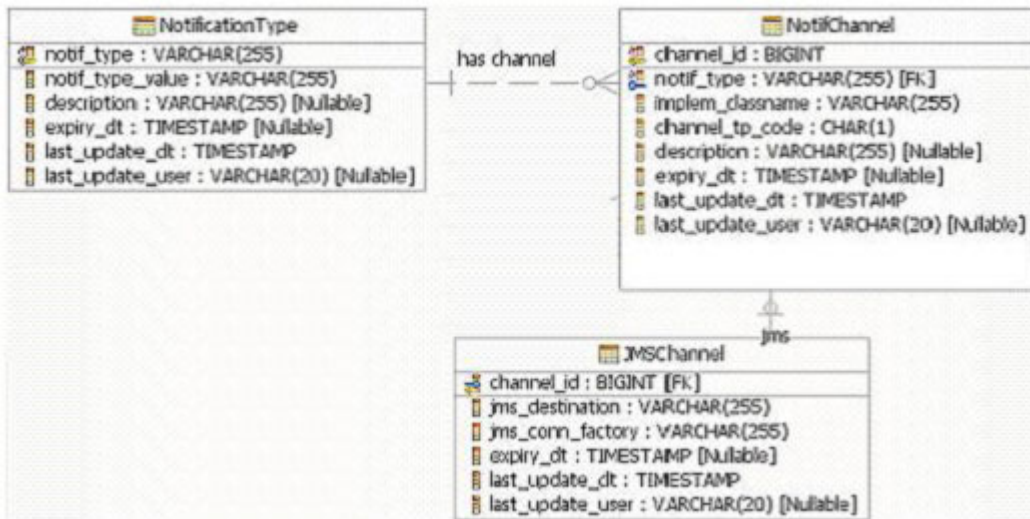 NotificationType
notif_type : VARCHAR(255)
notif_type_value : VARCHAR(255)
description : VARCHAR(255) [Nullable]
expiry_dt : TIMESTAMP [Nullable]
last_update_dt : TIMESTAMP
last_update_user : VARCHAR(20) [Nullable]
has channel
NotifChannel
channel_id : BIGINT
notif_type : VARCHAR(255) [FK]
implem_classname : VARCHAR(255)
channel_tp_code : CHAR(1)
description : VARCHAR(255) [Nullable]
expiry_dt : TIMESTAMP [Nullable]
last_update_dt : TIMESTAMP
last_update_user : VARCHAR(20) [Nullable]
jms
JMSChannel
channel_id : BIGINT [FK]
jms_destination : VARCHAR(255)
jms_conn_factory : VARCHAR(255)
expiry_dt : TIMESTAMP [Nullable]
last_update_dt : TIMESTAMP
last_update_user : VARCHAR(20) [Nullable]